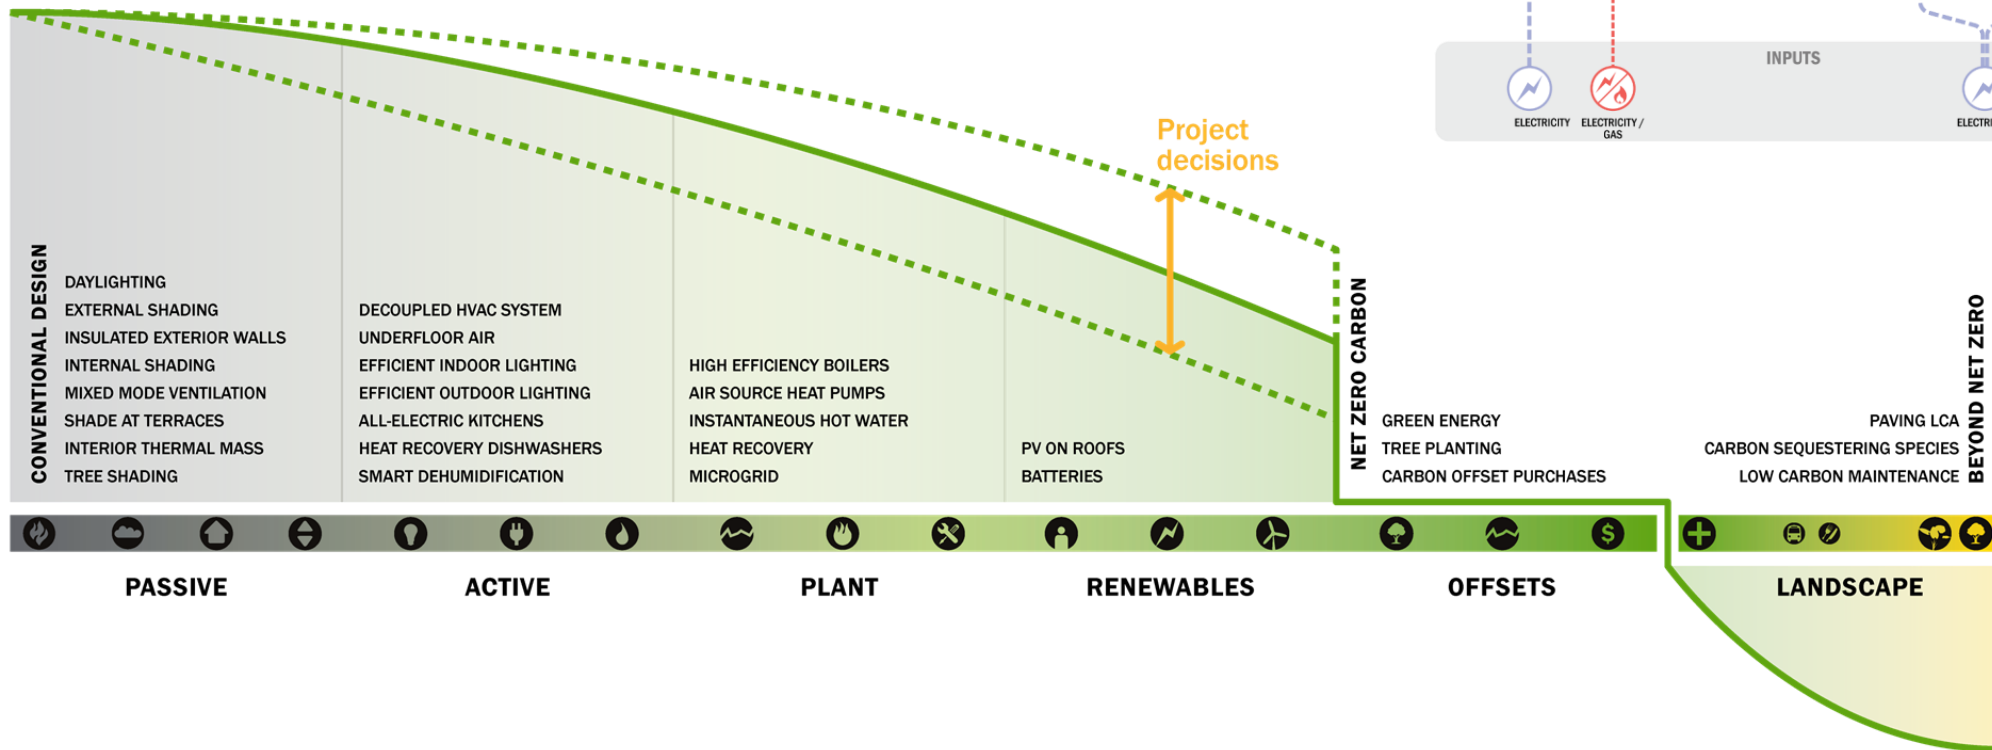 INPUTS
ELECTRICITY
ELECTRICITY /
GAS
Project
decisions
CONVENTIONAL DESIGN
DAYLIGHTING
EXTERNAL SHADING
INSULATED EXTERIOR WALLS
INTERNAL SHADING
MIXED MODE VENTILATION
SHADE AT TERRACES
INTERIOR THERMAL MASS
TREE SHADING
DECOUPLED HVAC SYSTEM
UNDERFLOOR AIR
EFFICIENT INDOOR LIGHTING
EFFICIENT OUTDOOR LIGHTING
ALL-ELECTRIC KITCHENS
HEAT RECOVERY DISHWASHERS
SMART DEHUMIDIFICATION
HIGH EFFICIENCY BOILERS
AIR SOURCE HEAT PUMPS
INSTANTANEOUS HOT WATER
HEAT RECOVERY
MICROGRID
PV ON ROOFS
BATTERIES
NET ZERO CARBON
GREEN ENERGY
TREE PLANTING
CARBON OFFSET PURCHASES
PAVING LCA
CARBON SEQUESTERING SPECIES
LOW CARBON MAINTENANCE
BEYOND NET ZERO
$
PASSIVE
ACTIVE
PLANT
RENEWABLES
OFFSETS
LANDSCAPE